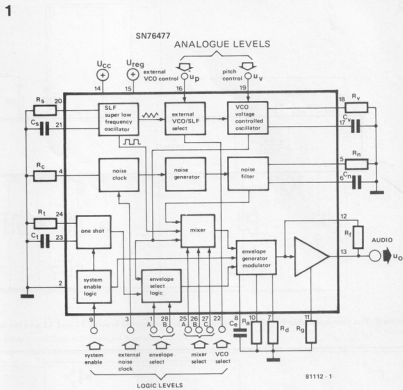 1
SN76477
ANALOGUE LEVELS
Ucc
Ureg
external VCO control
up
pitch control
uv
14
15
16
19
Rs
20
SLF
super low
frequency
oscillator
external
VCO/SLF
select
VCO
voltage
controlled
oscillator
18
Rv
Cs
21
17
Cv
Rc
4
noise
clock
noise
generator
noise
filter
5
Rn
6
Cn
Rt
24
one shot
mixer
12
Rf
Ct
23
envelope
generator
modulator
13
AUDIO
uo
2
system
enable
logic
envelope
select
logic
9
3
1
28
25
26
27
22
8
10
7
11
A
B
A
B
C
Ce
Ra
Rd
Rg
system
enable
external
noise
clock
envelope
select
mixer
select
VCO
select
LOGIC LEVELS
81112 - 1